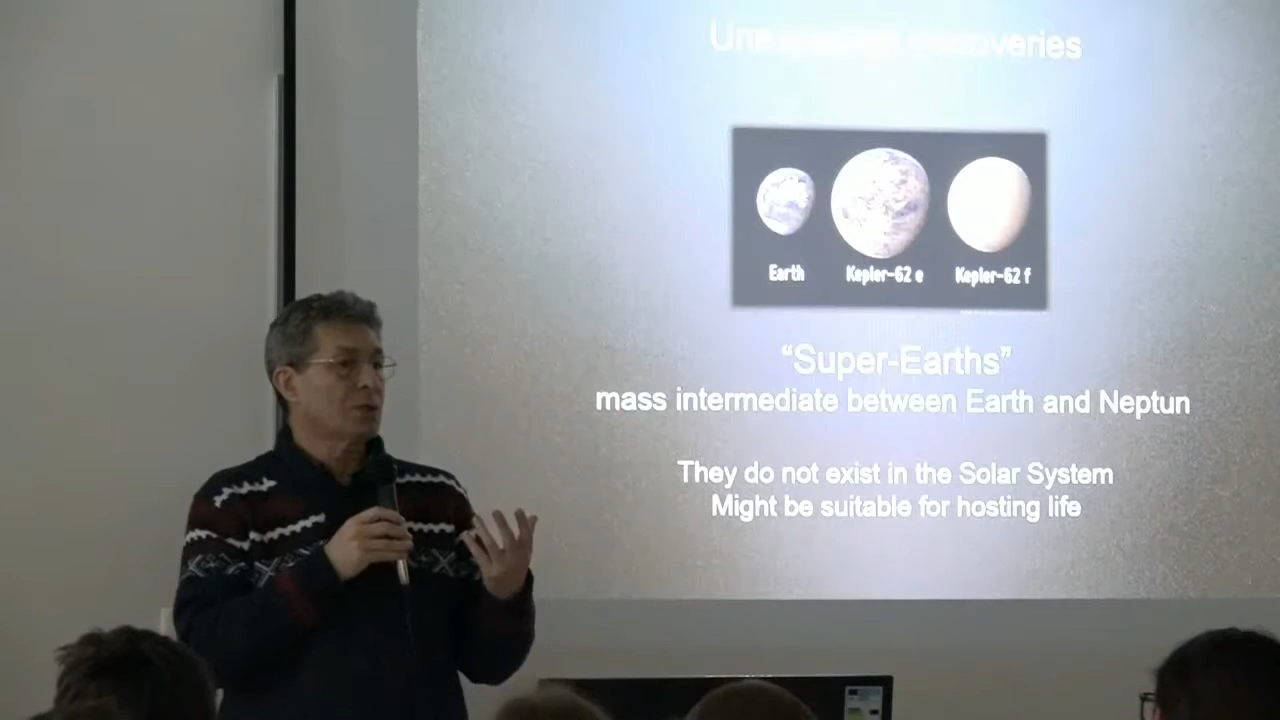 discoveries
Earth Kepler-62 e Kepler-62 f
“Super-Earths”
mass intermediate between Earth and Neptun
They do not exist in the Solar System
Might be suitable for hosting life